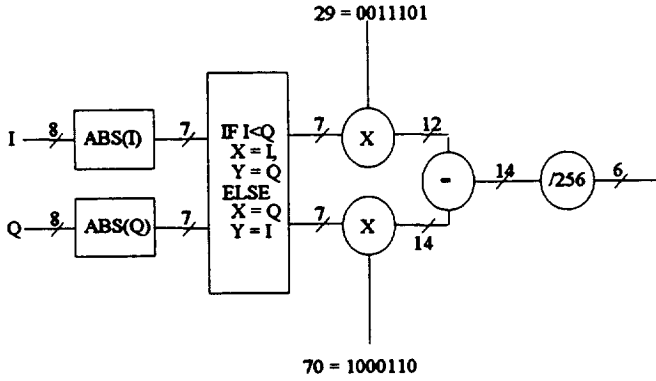 29 = 0011101
I
8
ABS(I)
7
IF I<Q
X = I,
Y = Q
ELSE
X = Q
Y = I
7
X
12
-
14
/256
6
Q
8
ABS(Q)
7
7
X
14
70 = 1000110